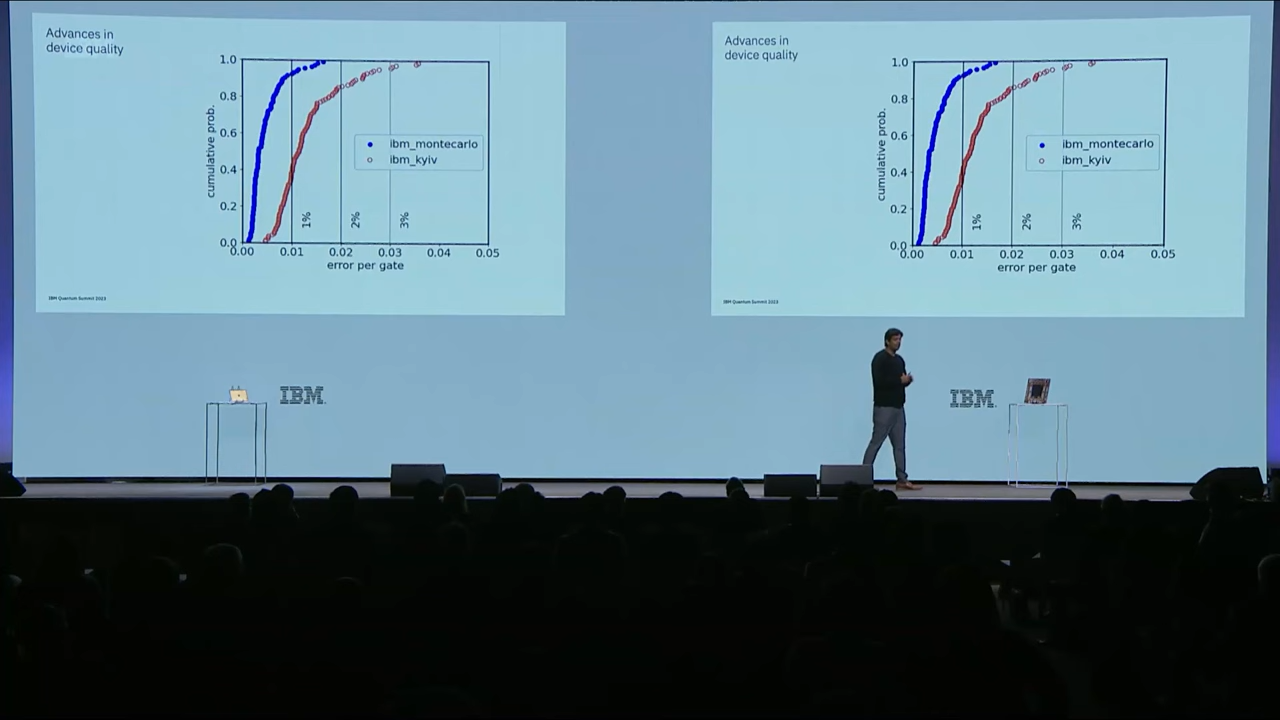 Advances in
device quality
1.0
0.8
0.6
0.4
0.2
0.0
cumulative prob.
ibm_montecarlo
ibm_kyiv
1%
2%
3%
0.00 0.01 0.02 0.03 0.04 0.05
error per gate
IBM Quantum Summit 2023
Advances in
device quality
1.0
0.8
0.6
0.4
0.2
0.0
cumulative prob.
ibm_montecarlo
ibm_kyiv
1%
2%
3%
0.00 0.01 0.02 0.03 0.04 0.05
error per gate
IBM Quantum Summit 2023
IBM
IBM